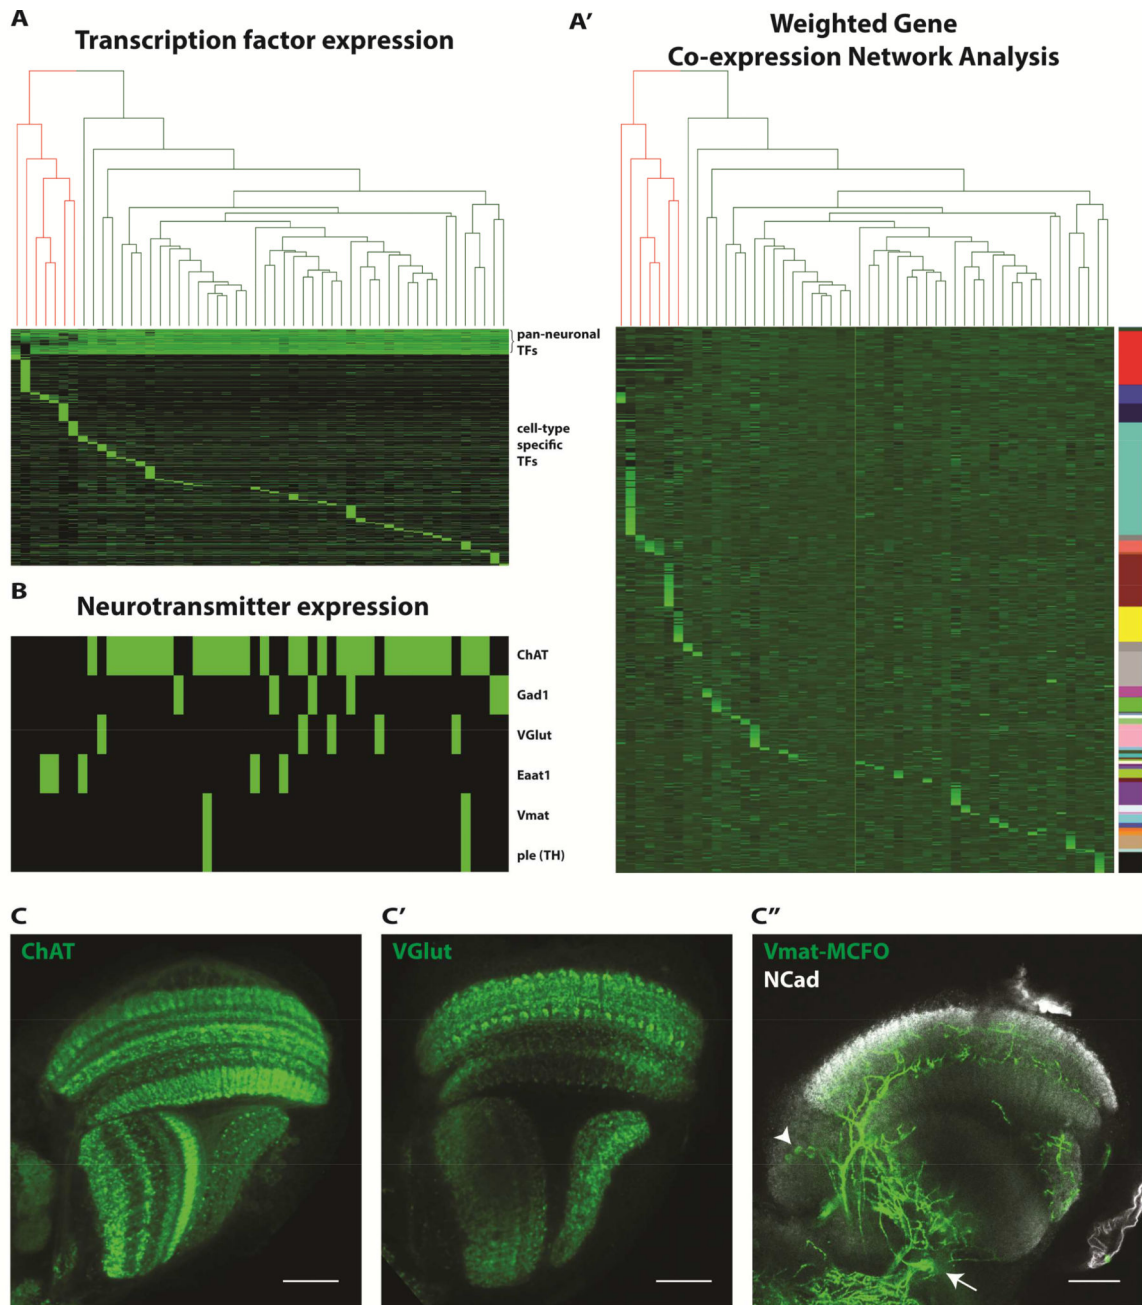 A
Transcription factor expression
A'
Weighted Gene
Co-expression Network Analysis
pan-neuronal
TFs
cell-type
specific
TFs
B
Neurotransmitter expression
ChAT
Gad1
VGlut
Eaat1
Vmat
ple (TH)
C
ChAT
C'
VGlut
C"
Vmat-MCFO
NCad